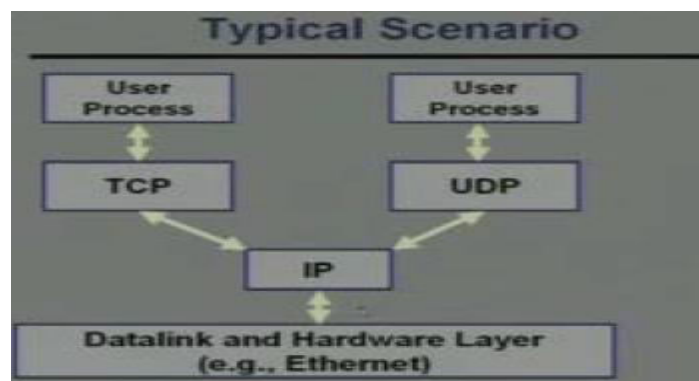 Typical Scenario
User
Process
User
Process
TCP
UDP
IP
Datalink and Hardware Layer
(e.g., Ethernet)